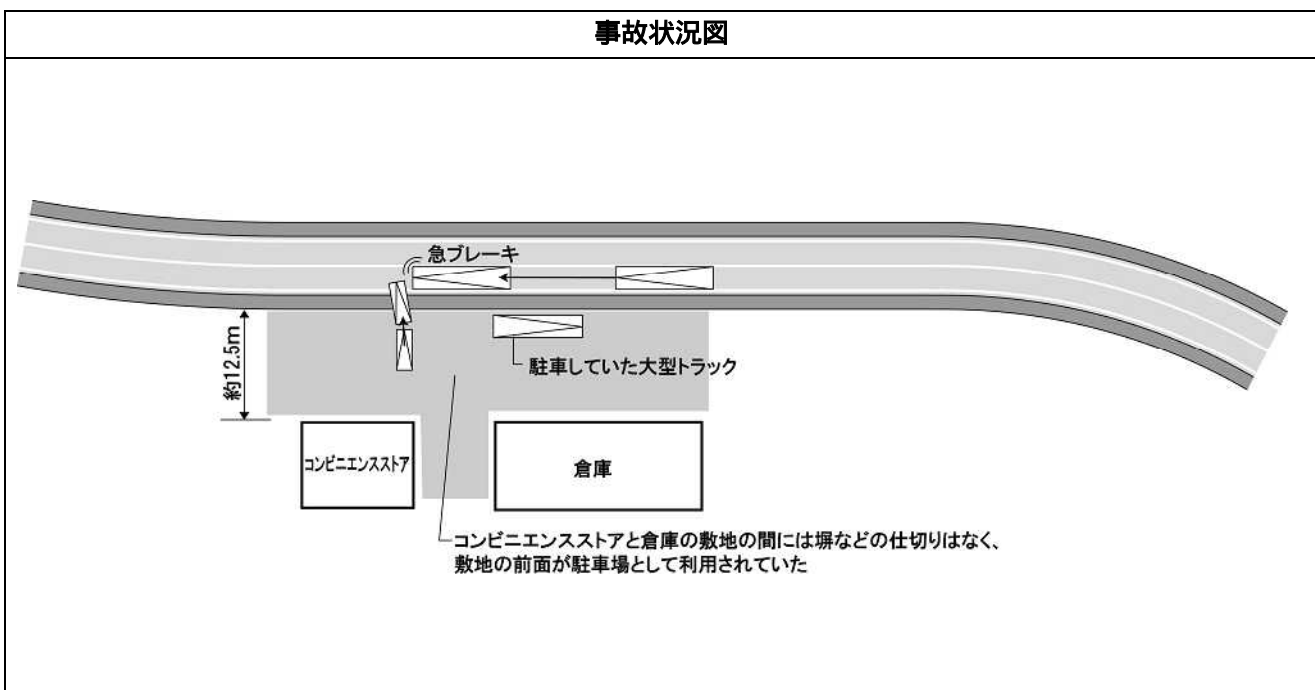 事故状況図
急ブレーキ
駐車していた大型トラック
約12.5m
コンビニエンスストア
倉庫
コンビニエンスストアと倉庫の敷地の間には塀などの仕切りはなく、
敷地の前面が駐車場として利用されていた